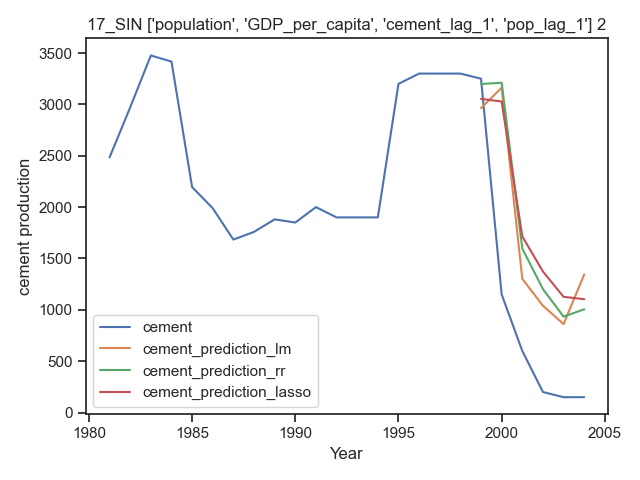 17_SIN ['population', 'GDP_per_capita', 'cement_lag_1', 'pop_lag_1'] 2
3500
3000
2500
2000
1500
1000
500
0
cement production
cement
cement_prediction_lm
cement_prediction_rr
cement_prediction_lasso
1980 1985 1990 1995 2000 2005
Year